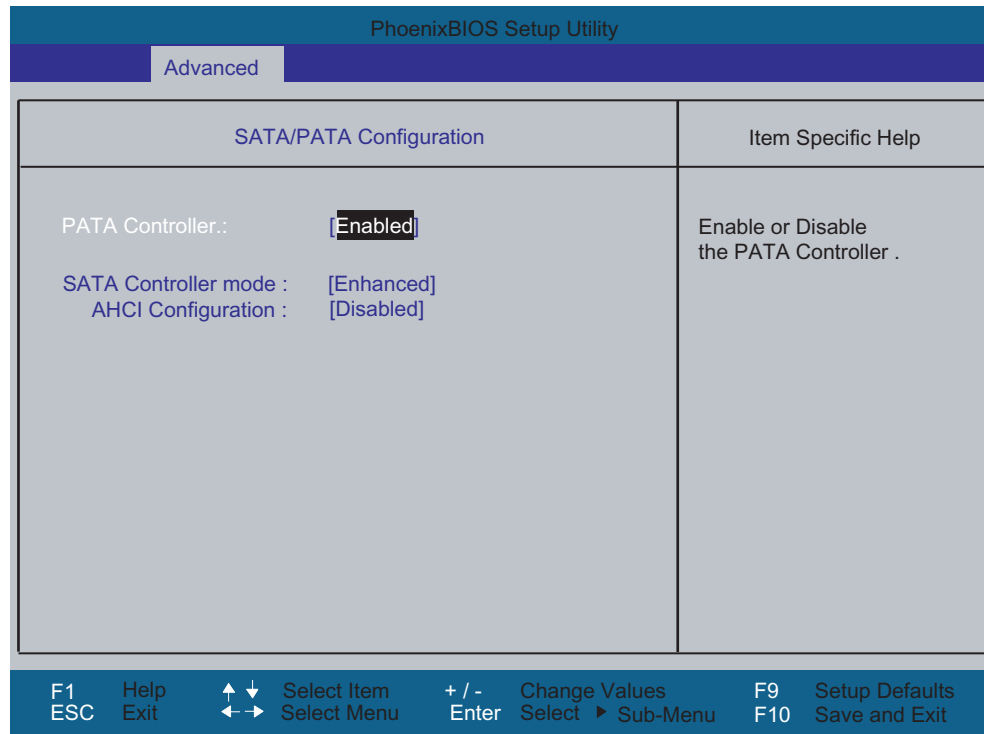 PhoenixBIOS Setup Utility
Advanced
SATA/PATA Configuration
Item Specific Help
PATA Controller.: [Enabled]
Enable or Disable
the PATA Controller .
SATA Controller mode : [Enhanced]
AHCI Configuration : [Disabled]
F1 Help Select Item + / - Change Values F9 Setup Defaults
ESC Exit Select Menu Enter Select Sub-Menu F10 Save and Exit